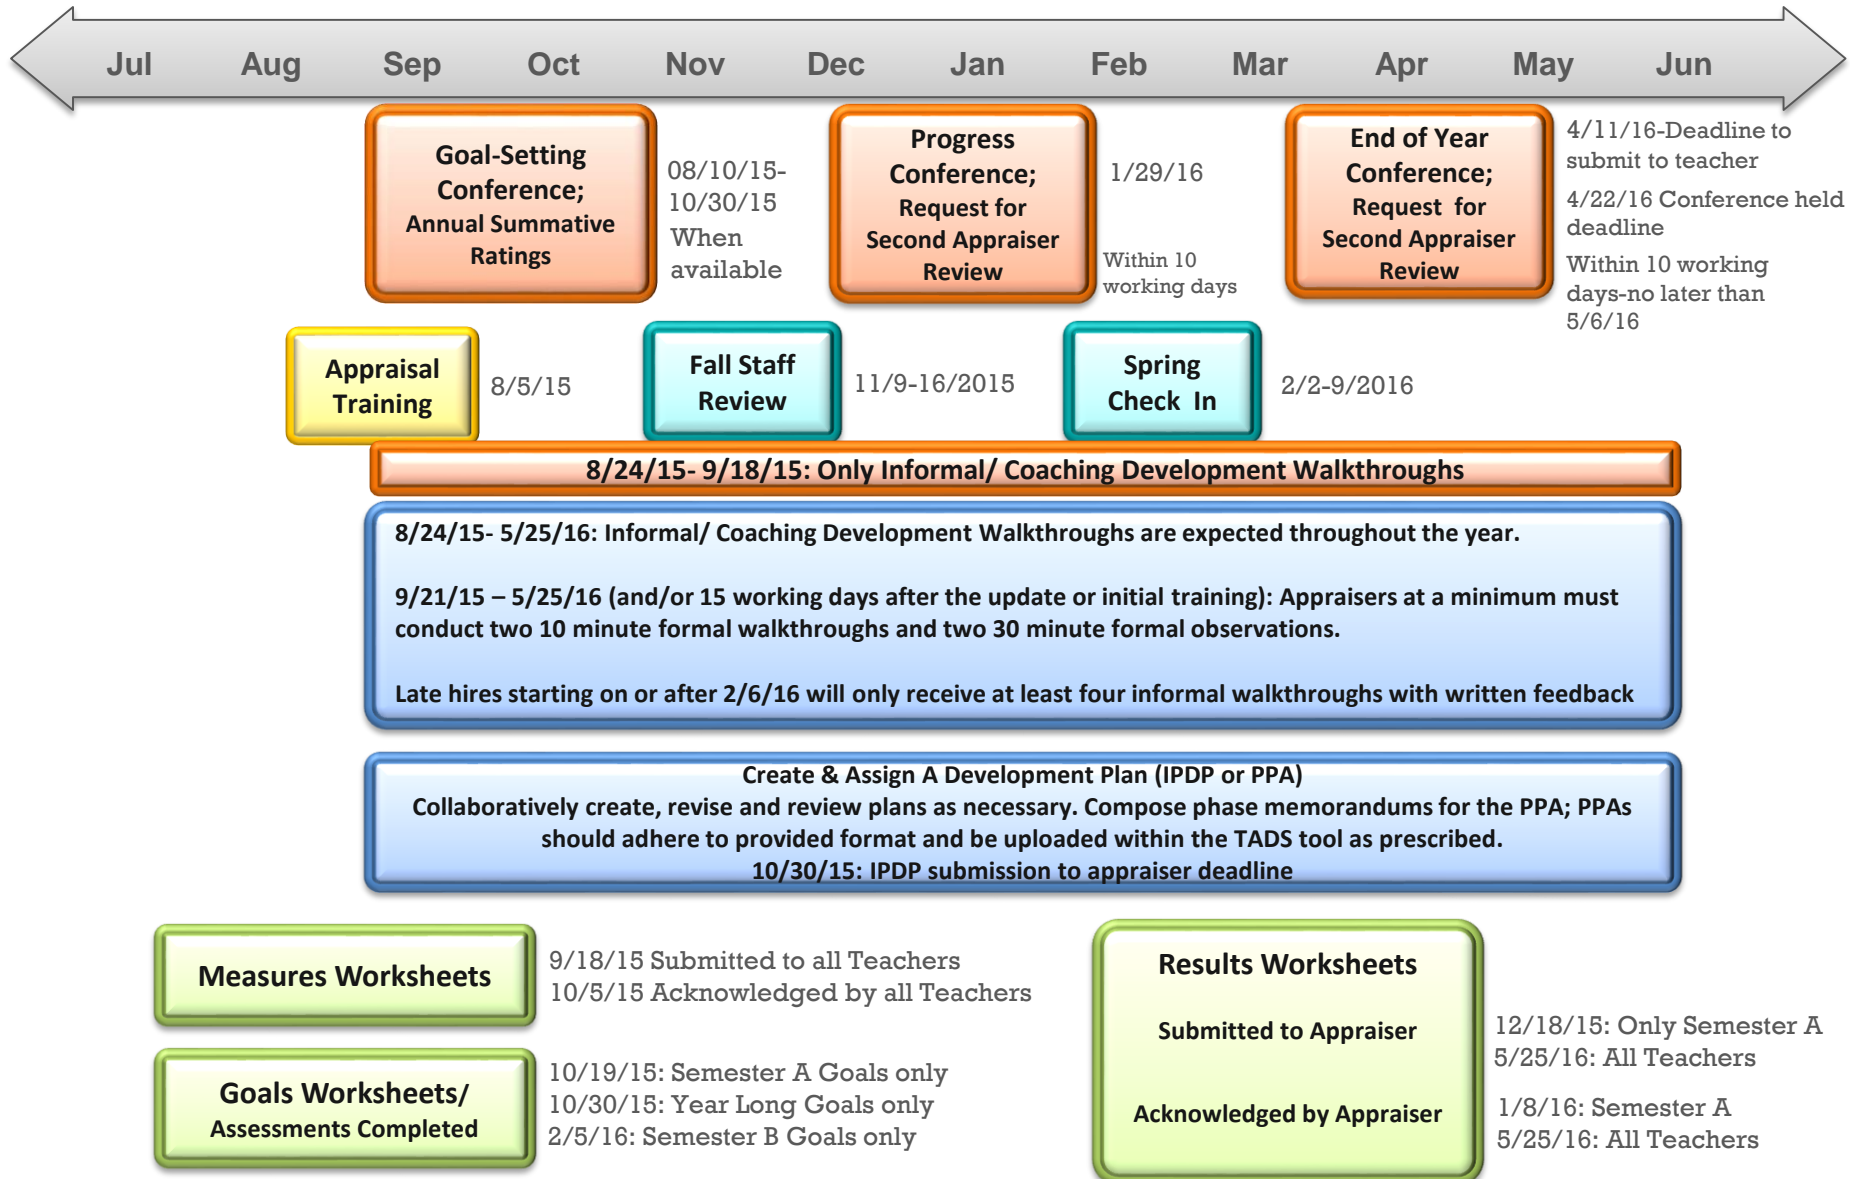 Jul Aug Sep Oct Nov Dec Jan Feb Mar Apr May Jun
Goal-Setting
Conference;
Annual Summative
Ratings
08/10/15-
10/30/15
When
available
Progress
Conference;
Request for
Second Appraiser
Review
1/29/16
Within 10
working days
End of Year
Conference;
Request for
Second Appraiser
Review
4/11/16-Deadline to
submit to teacher
4/22/16 Conference held
deadline
Within 10 working
days-no later than
5/6/16
Appraisal
Training
8/5/15
Fall Staff
Review
11/9-16/2015
Spring
Check In
2/2-9/2016
8/24/15- 9/18/15: Only Informal/ Coaching Development Walkthroughs
8/24/15- 5/25/16: Informal/ Coaching Development Walkthroughs are expected throughout the year.
9/21/15 – 5/25/16 (and/or 15 working days after the update or initial training): Appraisers at a minimum must
conduct two 10 minute formal walkthroughs and two 30 minute formal observations.
Late hires starting on or after 2/6/16 will only receive at least four informal walkthroughs with written feedback
Create & Assign A Development Plan (IPDP or PPA)
Collaboratively create, revise and review plans as necessary. Compose phase memorandums for the PPA; PPAs
should adhere to provided format and be uploaded within the TADS tool as prescribed.
10/30/15: IPDP submission to appraiser deadline
Measures Worksheets
9/18/15 Submitted to all Teachers
10/5/15 Acknowledged by all Teachers
Goals Worksheets/
Assessments Completed
10/19/15: Semester A Goals only
10/30/15: Year Long Goals only
2/5/16: Semester B Goals only
Results Worksheets
Submitted to Appraiser
12/18/15: Only Semester A
5/25/16: All Teachers
Acknowledged by Appraiser
1/8/16: Semester A
5/25/16: All Teachers